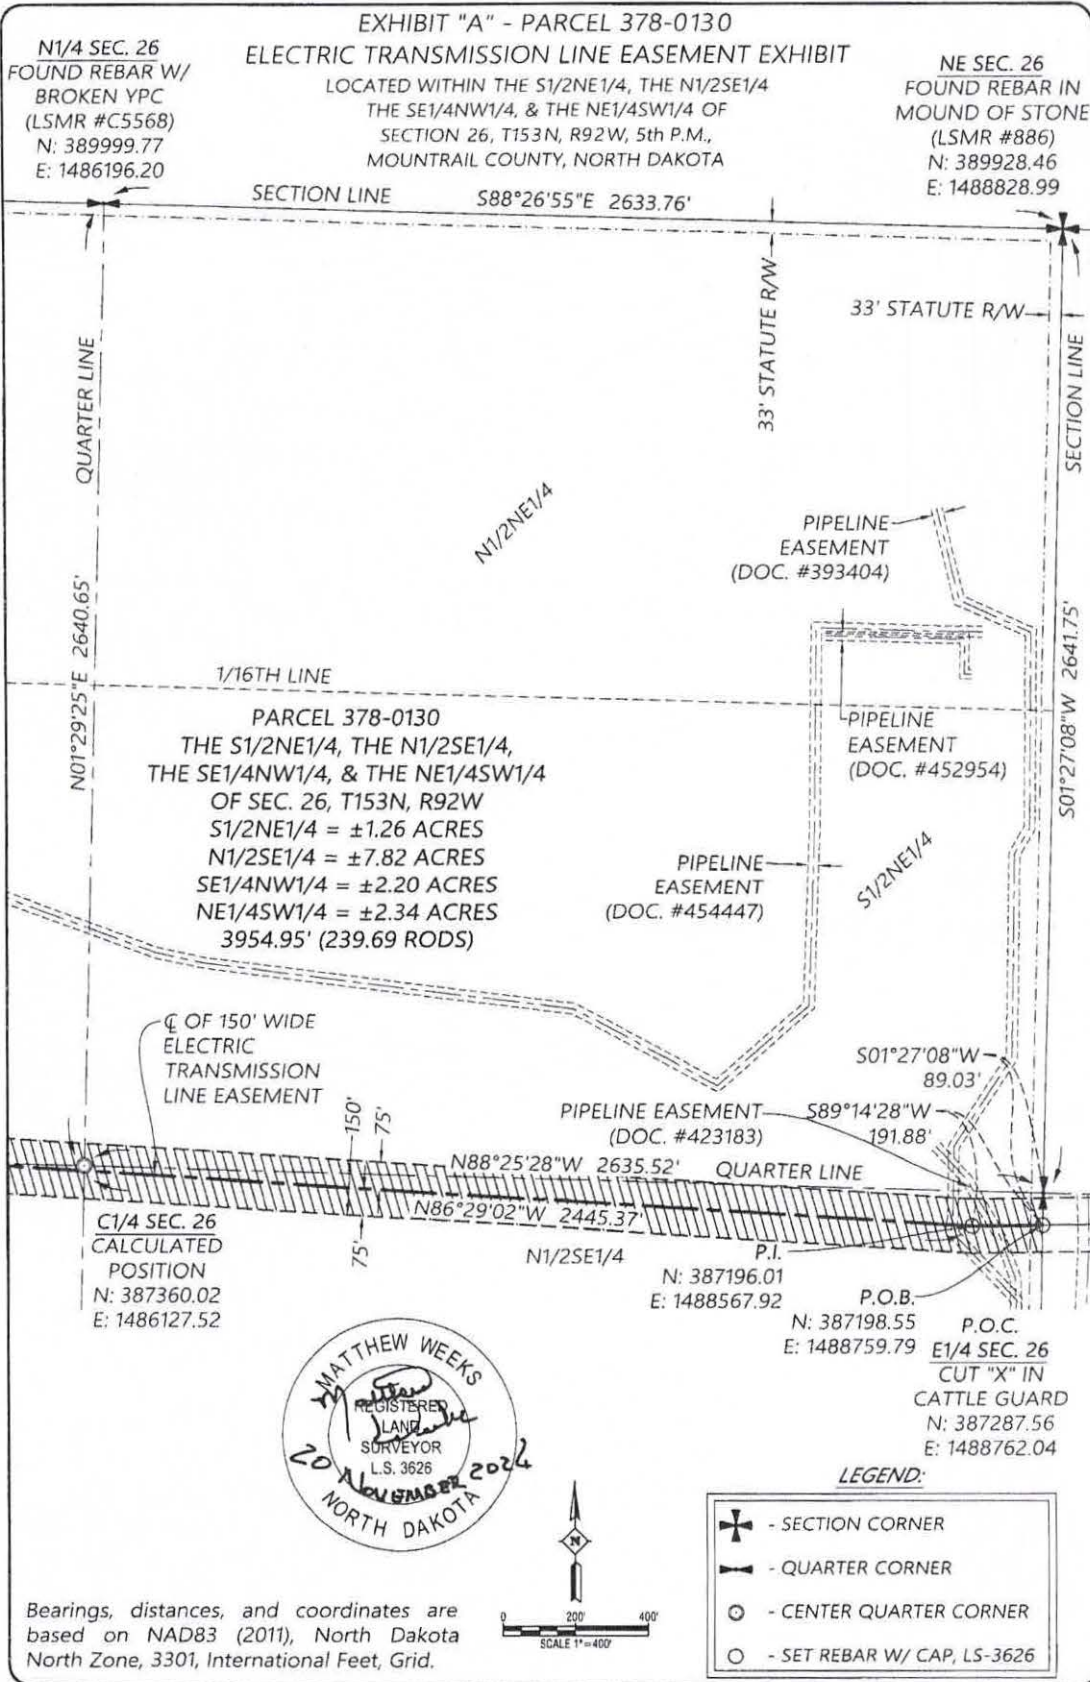 EXHIBIT "A" - PARCEL 378-0130
ELECTRIC TRANSMISSION LINE EASEMENT EXHIBIT
LOCATED WITHIN THE S1/2NE1/4, THE N1/2SE1/4
THE SE1/4NW1/4, & THE NE1/4SW1/4 OF
SECTION 26, T153N, R92W, 5th P.M.,
MOUNTRAIL COUNTY, NORTH DAKOTA
N1/4 SEC. 26
FOUND REBAR W/
BROKEN YPC
(LSMR #C5568)
N: 389999.77
E: 1486196.20
NE SEC. 26
FOUND REBAR IN
MOUND OF STONE
(LSMR #886)
N: 389928.46
E: 1488828.99
SECTION LINE
S88°26'55"E 2633.76'
33' STATUTE R/W
33' STATUTE R/W
QUARTER LINE
N01°29'25"E 2640.65'
SECTION LINE
S01°27'08"W 2641.75'
N1/2NE1/4
PIPELINE
EASEMENT
(DOC. #393404)
1/16TH LINE
PARCEL 378-0130
THE S1/2NE1/4, THE N1/2SE1/4,
THE SE1/4NW1/4, & THE NE1/4SW1/4
OF SEC. 26, T153N, R92W
S1/2NE1/4 = ±1.26 ACRES
N1/2SE1/4 = ±7.82 ACRES
SE1/4NW1/4 = ±2.20 ACRES
NE1/4SW1/4 = ±2.34 ACRES
3954.95' (239.69 RODS)
PIPELINE
EASEMENT
(DOC. #452954)
PIPELINE
EASEMENT
(DOC. #454447)
S1/2NE1/4
℄ OF 150' WIDE
ELECTRIC
TRANSMISSION
LINE EASEMENT
S01°27'08"W
89.03'
PIPELINE EASEMENT
(DOC. #423183)
S89°14'28"W
191.88'
150'
75'
75'
N88°25'28"W 2635.52'
QUARTER LINE
N86°29'02"W 2445.37'
N1/2SE1/4
C1/4 SEC. 26
CALCULATED
POSITION
N: 387360.02
E: 1486127.52
P.I.
N: 387196.01
E: 1488567.92
P.O.B.
N: 387198.55
E: 1488759.79
P.O.C.
E1/4 SEC. 26
CUT "X" IN
CATTLE GUARD
N: 387287.56
E: 1488762.04
MATTHEW WEEKS
REGISTERED
LAND
SURVEYOR
L.S. 3626
20 NOVEMBER
NORTH DAKOTA
N
0 200' 400'
SCALE 1"=400'
LEGEND:
- SECTION CORNER
- QUARTER CORNER
- CENTER QUARTER CORNER
- SET REBAR W/ CAP, LS-3626
Bearings, distances, and coordinates are
based on NAD83 (2011), North Dakota
North Zone, 3301, International Feet, Grid.